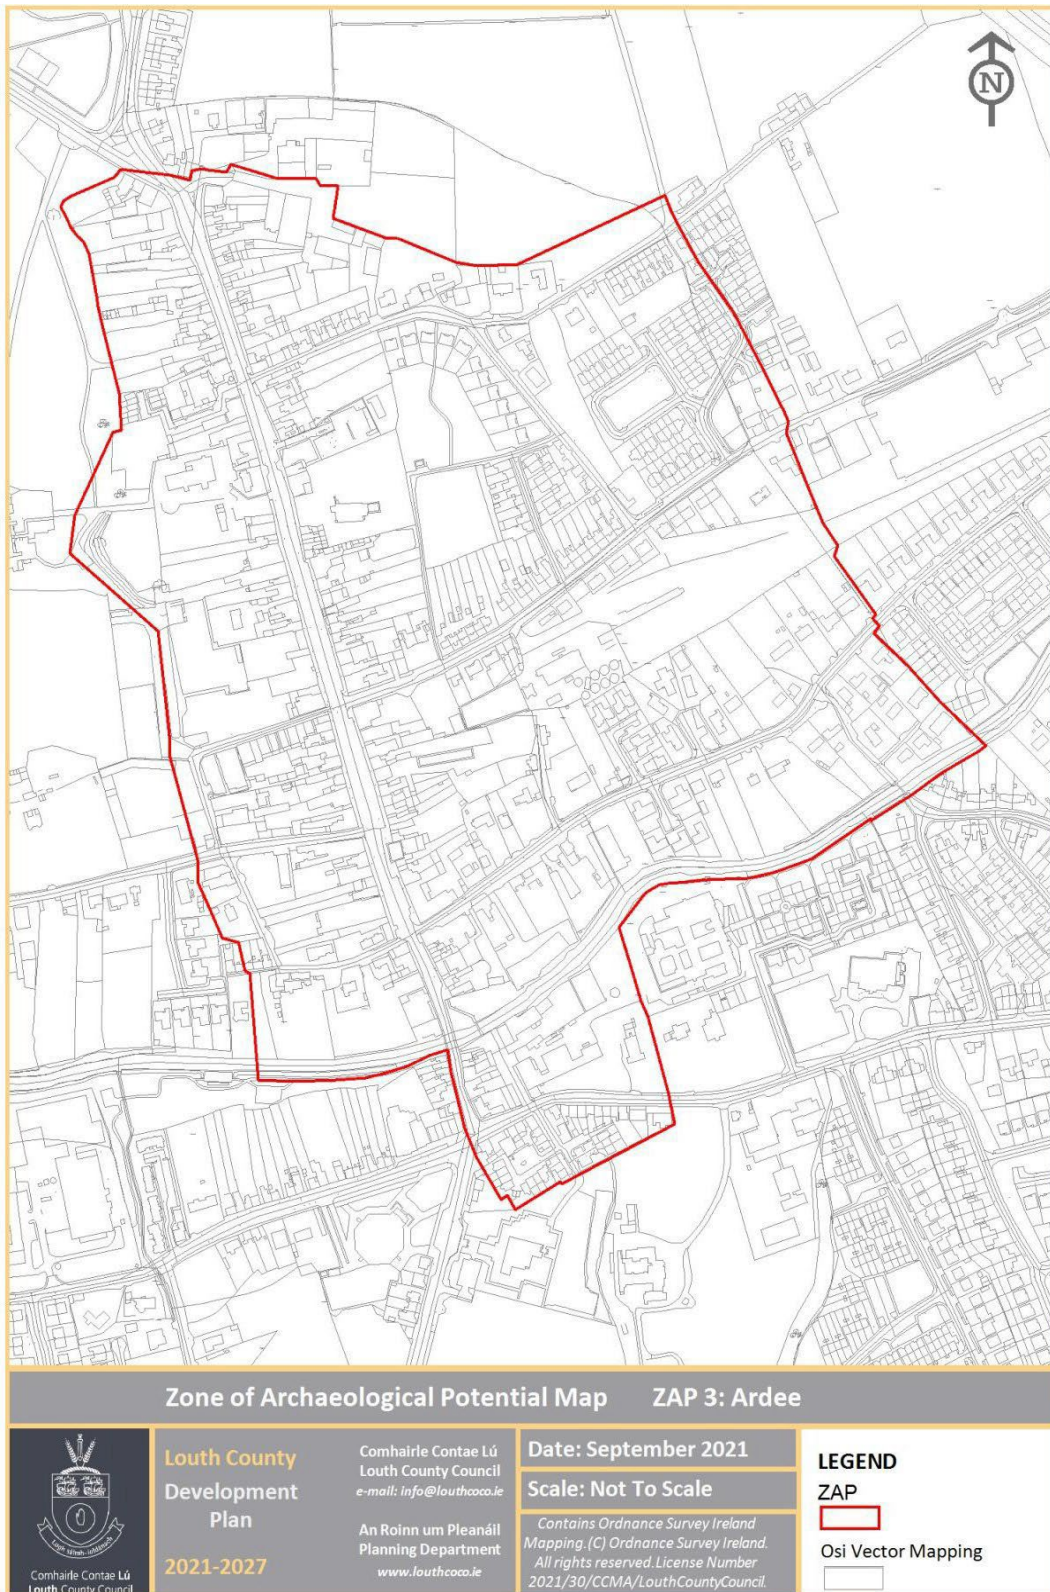 N
Zone of Archaeological Potential Map ZAP 3: Ardee
Comhairle Contae Lú
Louth County Council
Louth County
Development
Plan
2021-2027
Comhairle Contae Lú
Louth County Council
e-mail: info@louthcoco.ie
An Roinn um Pleanáil
Planning Department
www.louthcoco.ie
Date: September 2021
Scale: Not To Scale
Contains Ordnance Survey Ireland
Mapping.(C) Ordnance Survey Ireland.
All rights reserved.License Number
2021/30/CCMA/LouthCountyCouncil.
LEGEND
ZAP
Osi Vector Mapping